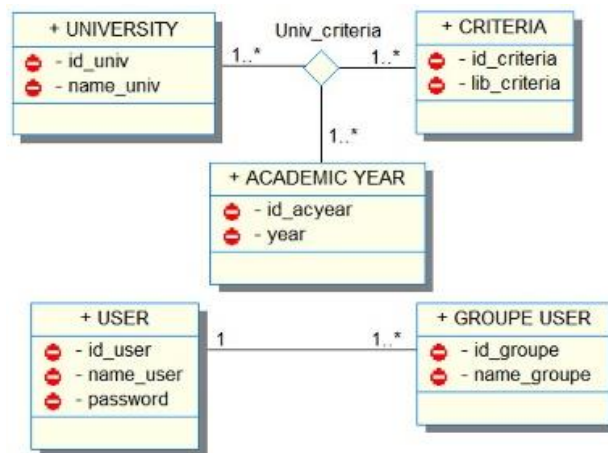 + UNIVERSITY
- id_univ
- name_univ
1..*
Univ_criteria
1..*
+ CRITERIA
- id_criteria
- lib_criteria
1..*
+ ACADEMIC YEAR
- id_acyear
- year
+ USER
- id_user
- name_user
- password
1
1..*
+ GROUPE USER
- id_groupe
- name_groupe